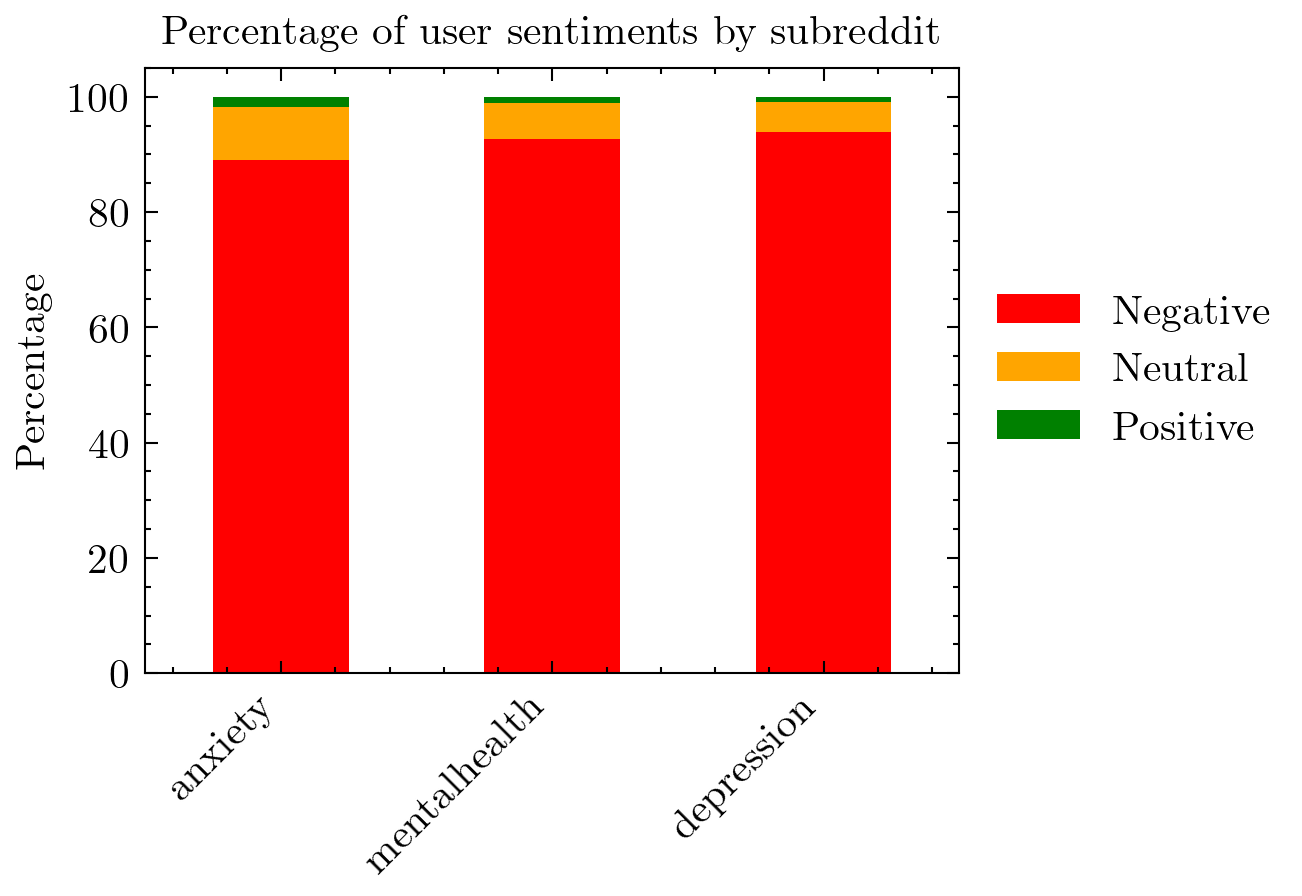 Percentage of user sentiments by subreddit
Percentage
100
80
60
40
20
0
anxiety
mentalhealth
depression
Negative
Neutral
Positive